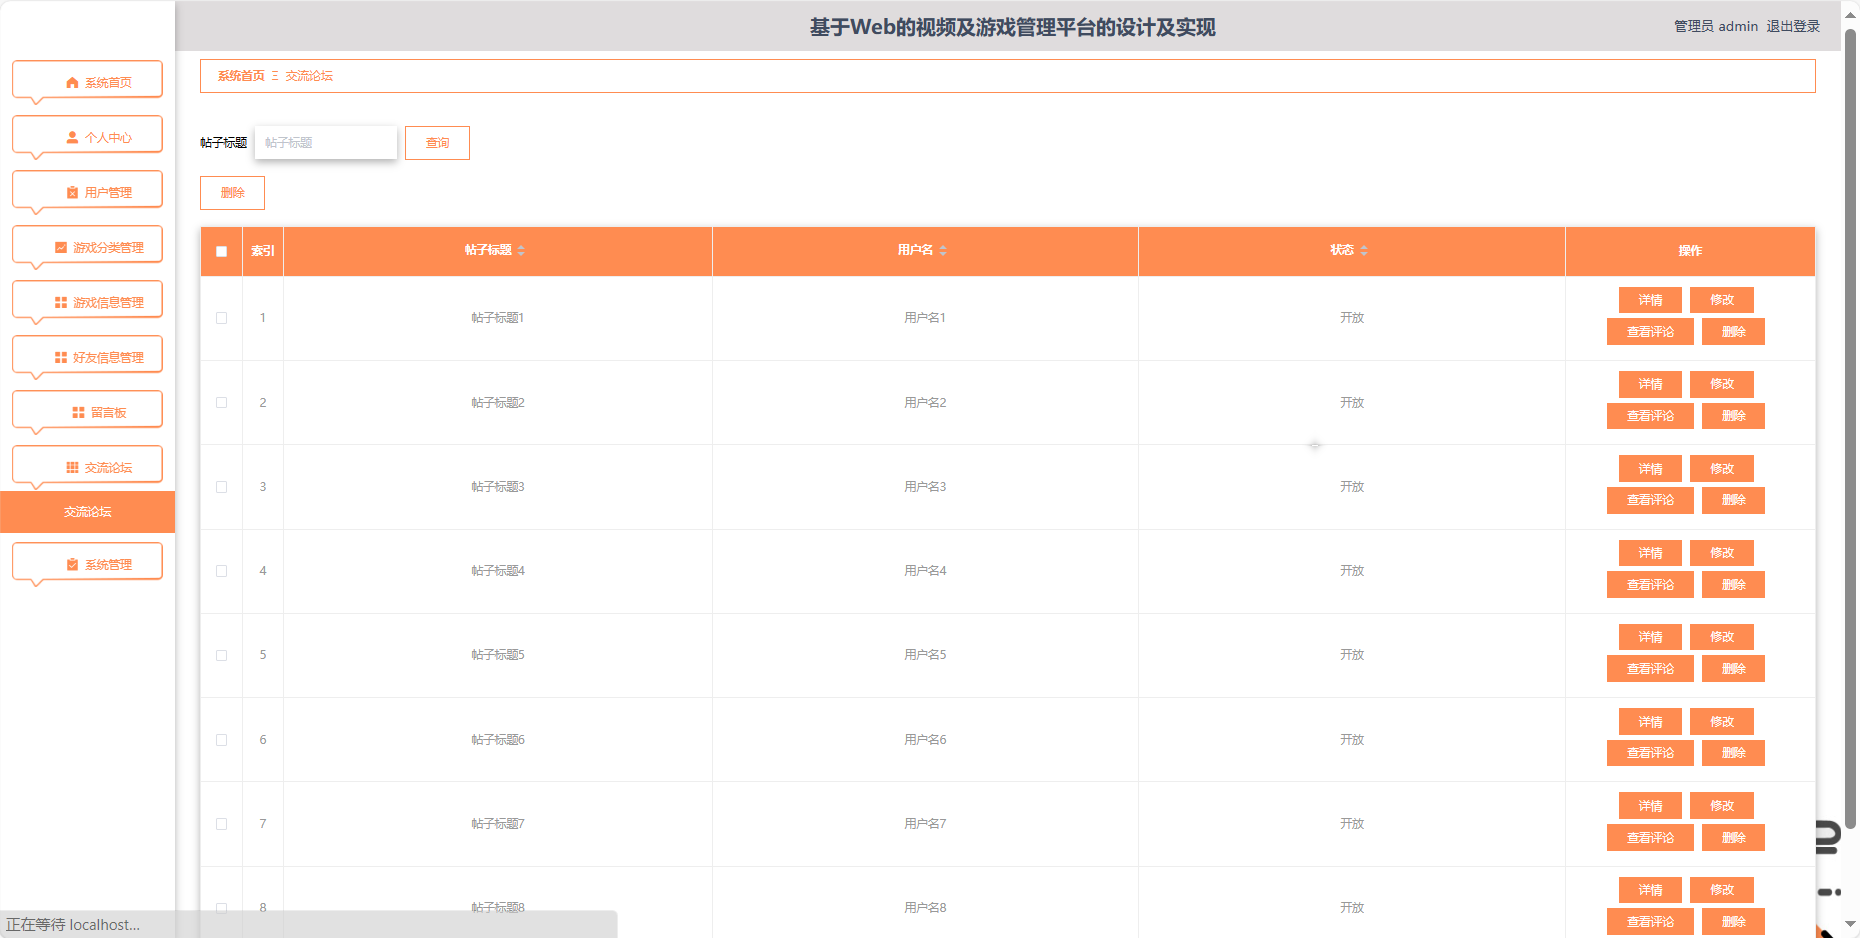 基于Web的视频及游戏管理平台的设计及实现
管理员 admin 退出登录
系统首页
个人中心
用户管理
游戏分类管理
游戏信息管理
好友信息管理
留言板
交流论坛
交流论坛
系统管理
系统首页 Ξ 交流论坛
帖子标题 帖子标题 查询
删除
索引 帖子标题 用户名 状态 操作
1 帖子标题1 用户名1 开放 详情 修改
查看评论 删除
2 帖子标题2 用户名2 开放 详情 修改
查看评论 删除
3 帖子标题3 用户名3 开放 详情 修改
查看评论 删除
4 帖子标题4 用户名4 开放 详情 修改
查看评论 删除
5 帖子标题5 用户名5 开放 详情 修改
查看评论 删除
6 帖子标题6 用户名6 开放 详情 修改
查看评论 删除
7 帖子标题7 用户名7 开放 详情 修改
查看评论 删除
8 帖子标题8 用户名8 开放 详情 修改
查看评论 删除
正在等待 localhost...